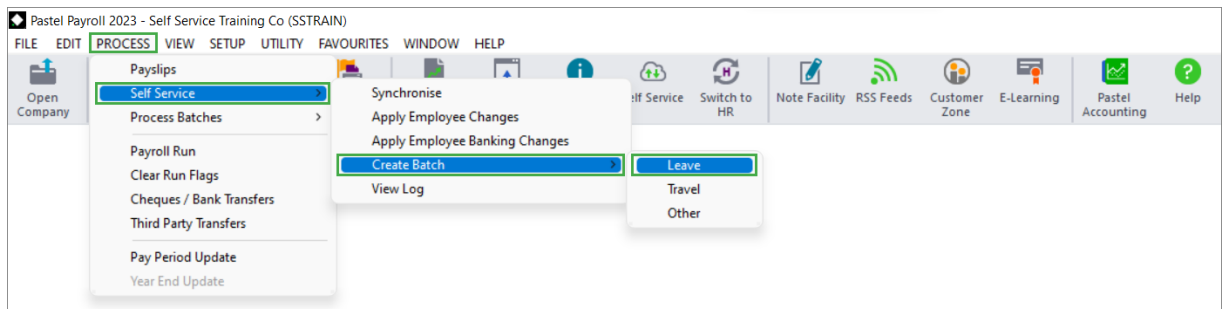 Pastel Payroll 2023 - Self Service Training Co (SSTRAIN)
FILE EDIT PROCESS VIEW SETUP UTILITY FAVOURITES WINDOW HELP
Open Company
Payslips
Self Service
Process Batches
Payroll Run
Clear Run Flags
Cheques / Bank Transfers
Third Party Transfers
Pay Period Update
Year End Update
Synchronise
Apply Employee Changes
Apply Employee Banking Changes
Create Batch
View Log
Leave
Travel
Other
elf Service
Switch to HR
Note Facility
RSS Feeds
Customer Zone
E-Learning
Pastel Accounting
Help